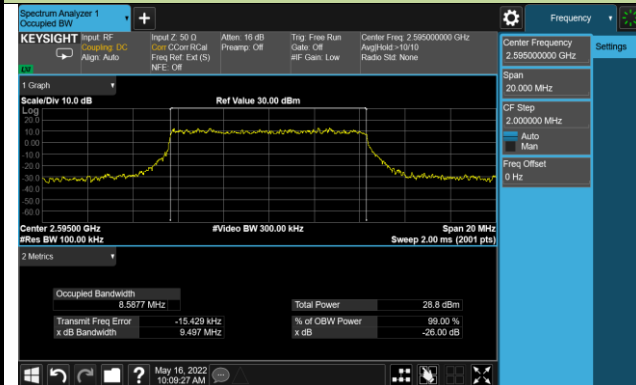 Spectrum Analyzer 1
Occupied BW
+
Frequency
KEYSIGHT
Input: RF
Coupling: DC
Align: Auto
Input Z: 50 Ω
Corr CCorr RCal
Freq Ref: Ext (S)
NFE: Off
Atten: 16 dB
Preamp: Off
Trig: Free Run
Gate: Off
#IF Gain: Low
Center Freq: 2.595000000 GHz
Avg|Hold:>10/10
Radio Std: None
Center Frequency
2.595000000 GHz
Settings
Span
20.000 MHz
CF Step
2.000000 MHz
Auto
Man
Freq Offset
0 Hz
1 Graph
Scale/Div 10.0 dB
Ref Value 30.00 dBm
Log
20.0
10.0
0.00
-10.0
-20.0
-30.0
-40.0
-50.0
-60.0
Center 2.59500 GHz
#Video BW 300.00 kHz
Span 20 MHz
#Res BW 100.00 kHz
Sweep 2.00 ms (2001 pts)
2 Metrics
Occupied Bandwidth
8.5877 MHz
Total Power
28.8 dBm
Transmit Freq Error
-15.429 kHz
% of OBW Power
99.00 %
x dB Bandwidth
9.497 MHz
x dB
-26.00 dB
?
May 16, 2022
10:09:27 AM